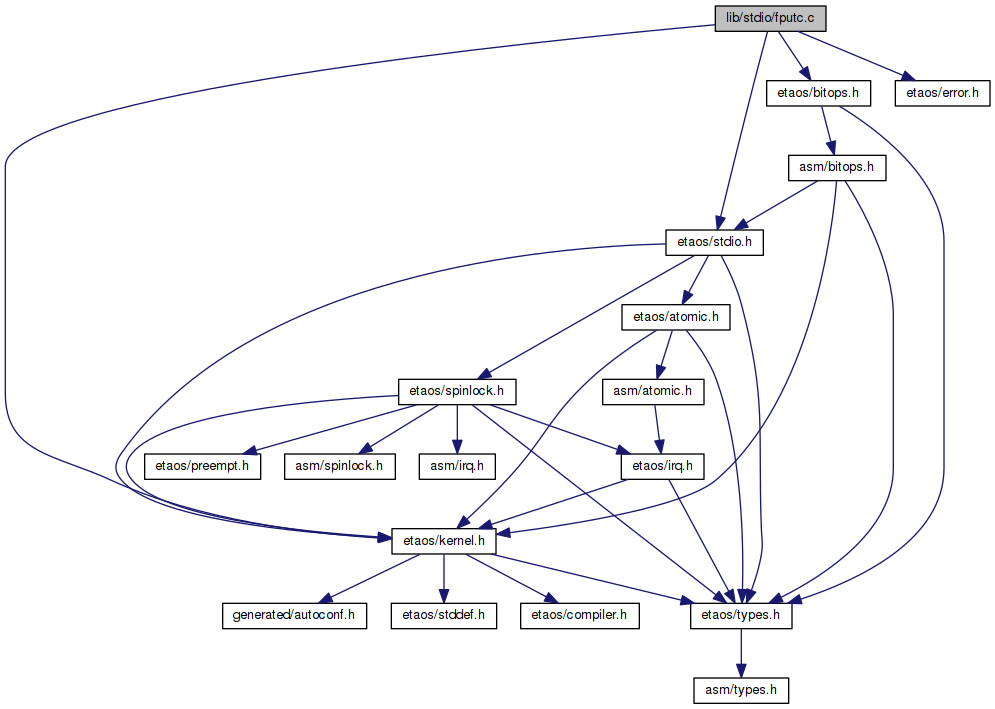 lib/stdio/fputc.c
etaos/bitops.h
etaos/error.h
asm/bitops.h
etaos/stdio.h
etaos/atomic.h
etaos/spinlock.h
asm/atomic.h
etaos/preempt.h
asm/spinlock.h
asm/irq.h
etaos/irq.h
etaos/kernel.h
generated/autoconf.h
etaos/stddef.h
etaos/compiler.h
etaos/types.h
asm/types.h